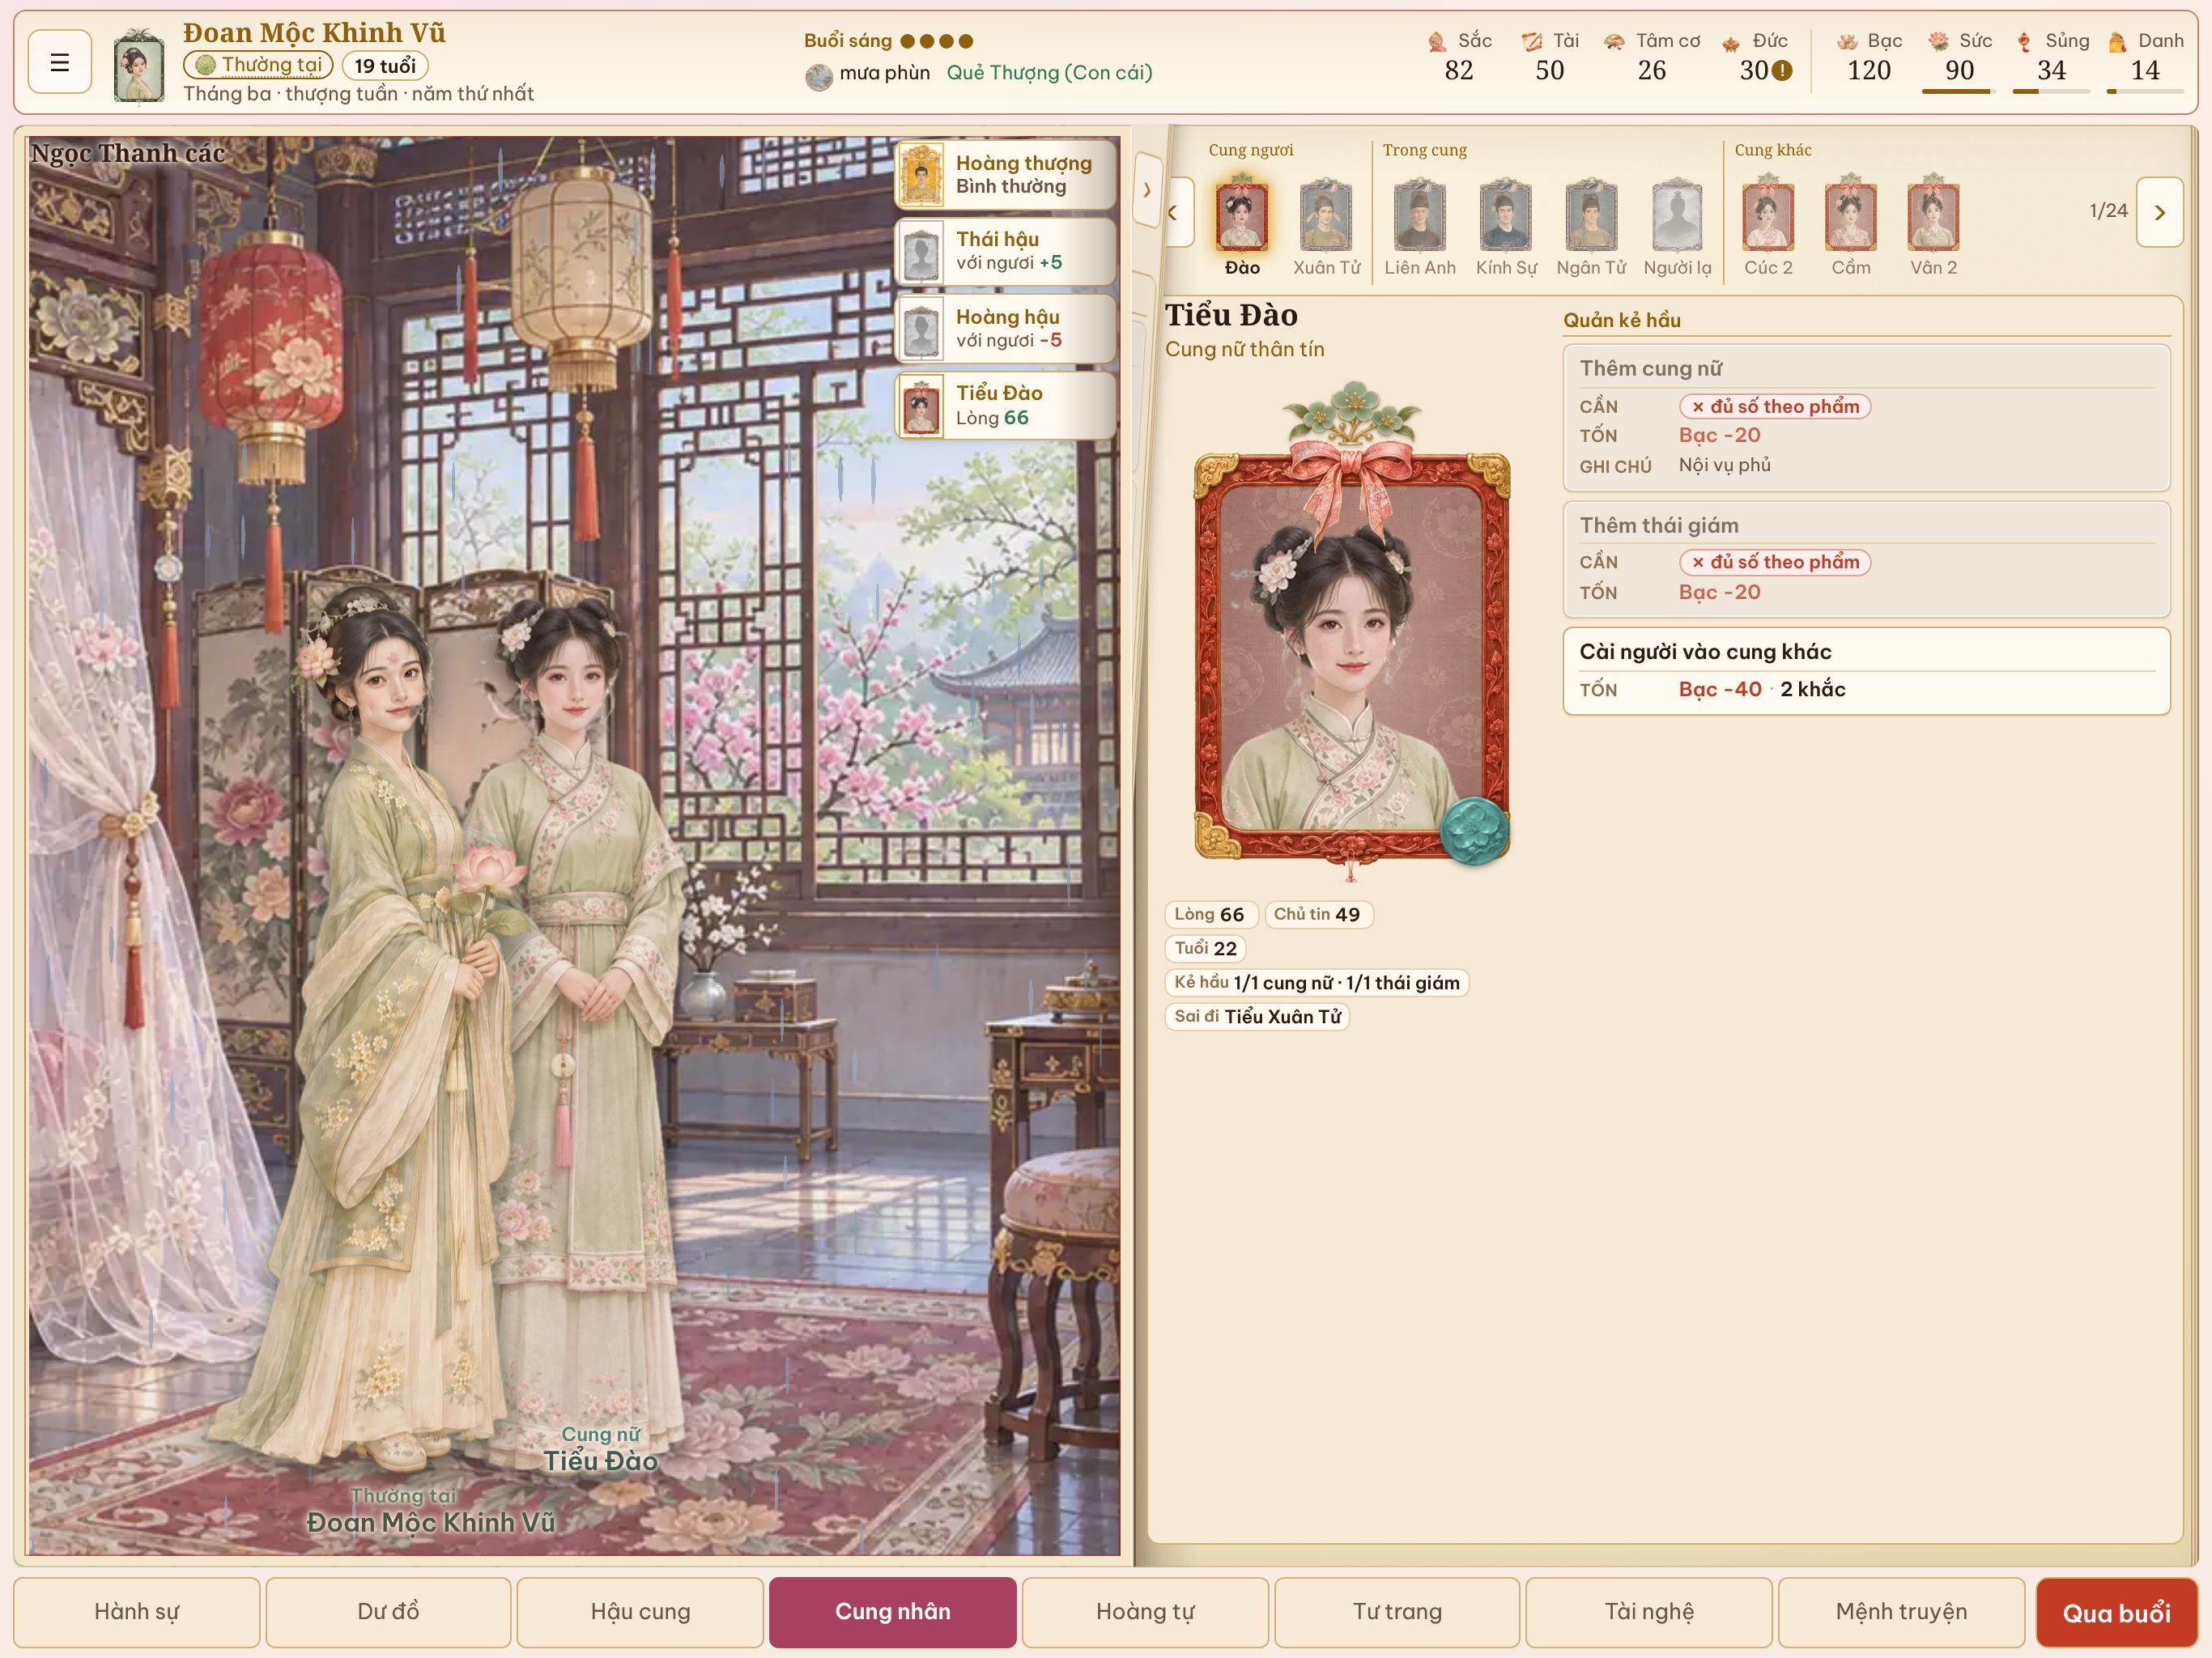 ☰
Đoan Mộc Khinh Vũ
Thường tại
19 tuổi
Tháng ba · thượng tuần · năm thứ nhất
Buổi sáng
mưa phùn Quẻ Thượng (Con cái)
Sắc Tài Tâm cơ Đức Bạc Sức Sủng Danh
82 50 26 30! 120 90 34 14
Ngọc Thanh các
Hoàng thượng
Bình thường
Thái hậu
với ngươi +5
Hoàng hậu
với ngươi -5
Tiểu Đào
Lòng 66
Cung nữ
Tiểu Đào
Thường tại
Đoan Mộc Khinh Vũ
Cung ngươi Trong cung Cung khác
Đào Xuân Tử Liên Anh Kính Sự Ngân Tử Người lạ Cúc 2 Cầm Vân 2
1/24
Tiểu Đào
Cung nữ thân tín
Lòng 66 Chủ tin 49
Tuổi 22
Kẻ hầu 1/1 cung nữ · 1/1 thái giám
Sai đi Tiểu Xuân Tử
Quản kẻ hầu
Thêm cung nữ
CẦN × đủ số theo phẩm
TỐN Bạc -20
GHI CHÚ Nội vụ phủ
Thêm thái giám
CẦN × đủ số theo phẩm
TỐN Bạc -20
Cài người vào cung khác
TỐN Bạc -40 · 2 khắc
Hành sự Dư đồ Hậu cung Cung nhân Hoàng tự Tư trang Tài nghệ Mệnh truyện Qua buổi